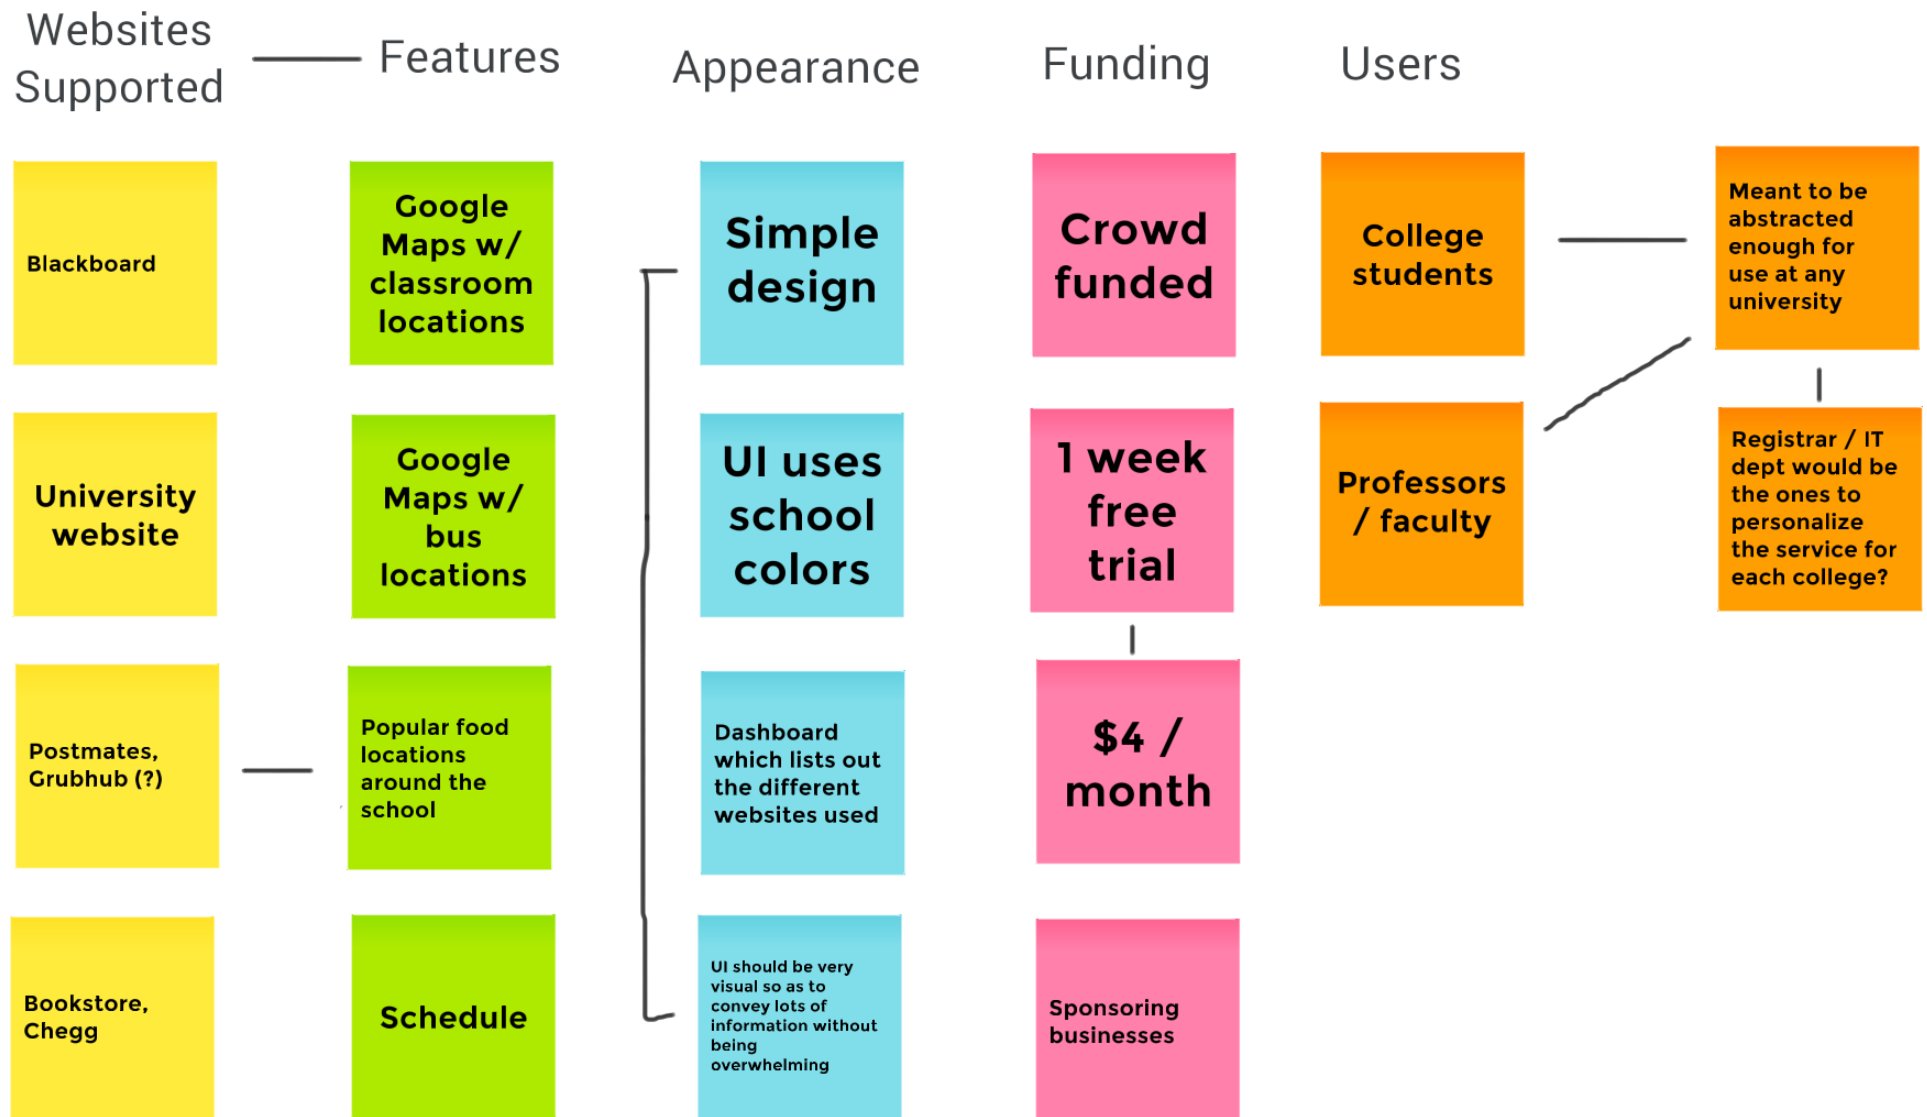 Websites
Supported
Features
Appearance
Funding
Users
Blackboard
University
website
Postmates,
Grubhub (?)
Bookstore,
Chegg
Google
Maps w/
classroom
locations
Google
Maps w/
bus
locations
Popular food
locations
around the
school
Schedule
Simple
design
UI uses
school
colors
Dashboard
which lists out
the different
websites used
UI should be very
visual so as to
convey lots of
information without
being
overwhelming
Crowd
funded
1 week
free
trial
$4 /
month
Sponsoring
businesses
College
students
Professors
/ faculty
Meant to be
abstracted
enough for
use at any
university
Registrar / IT
dept would be
the ones to
personalize
the service for
each college?